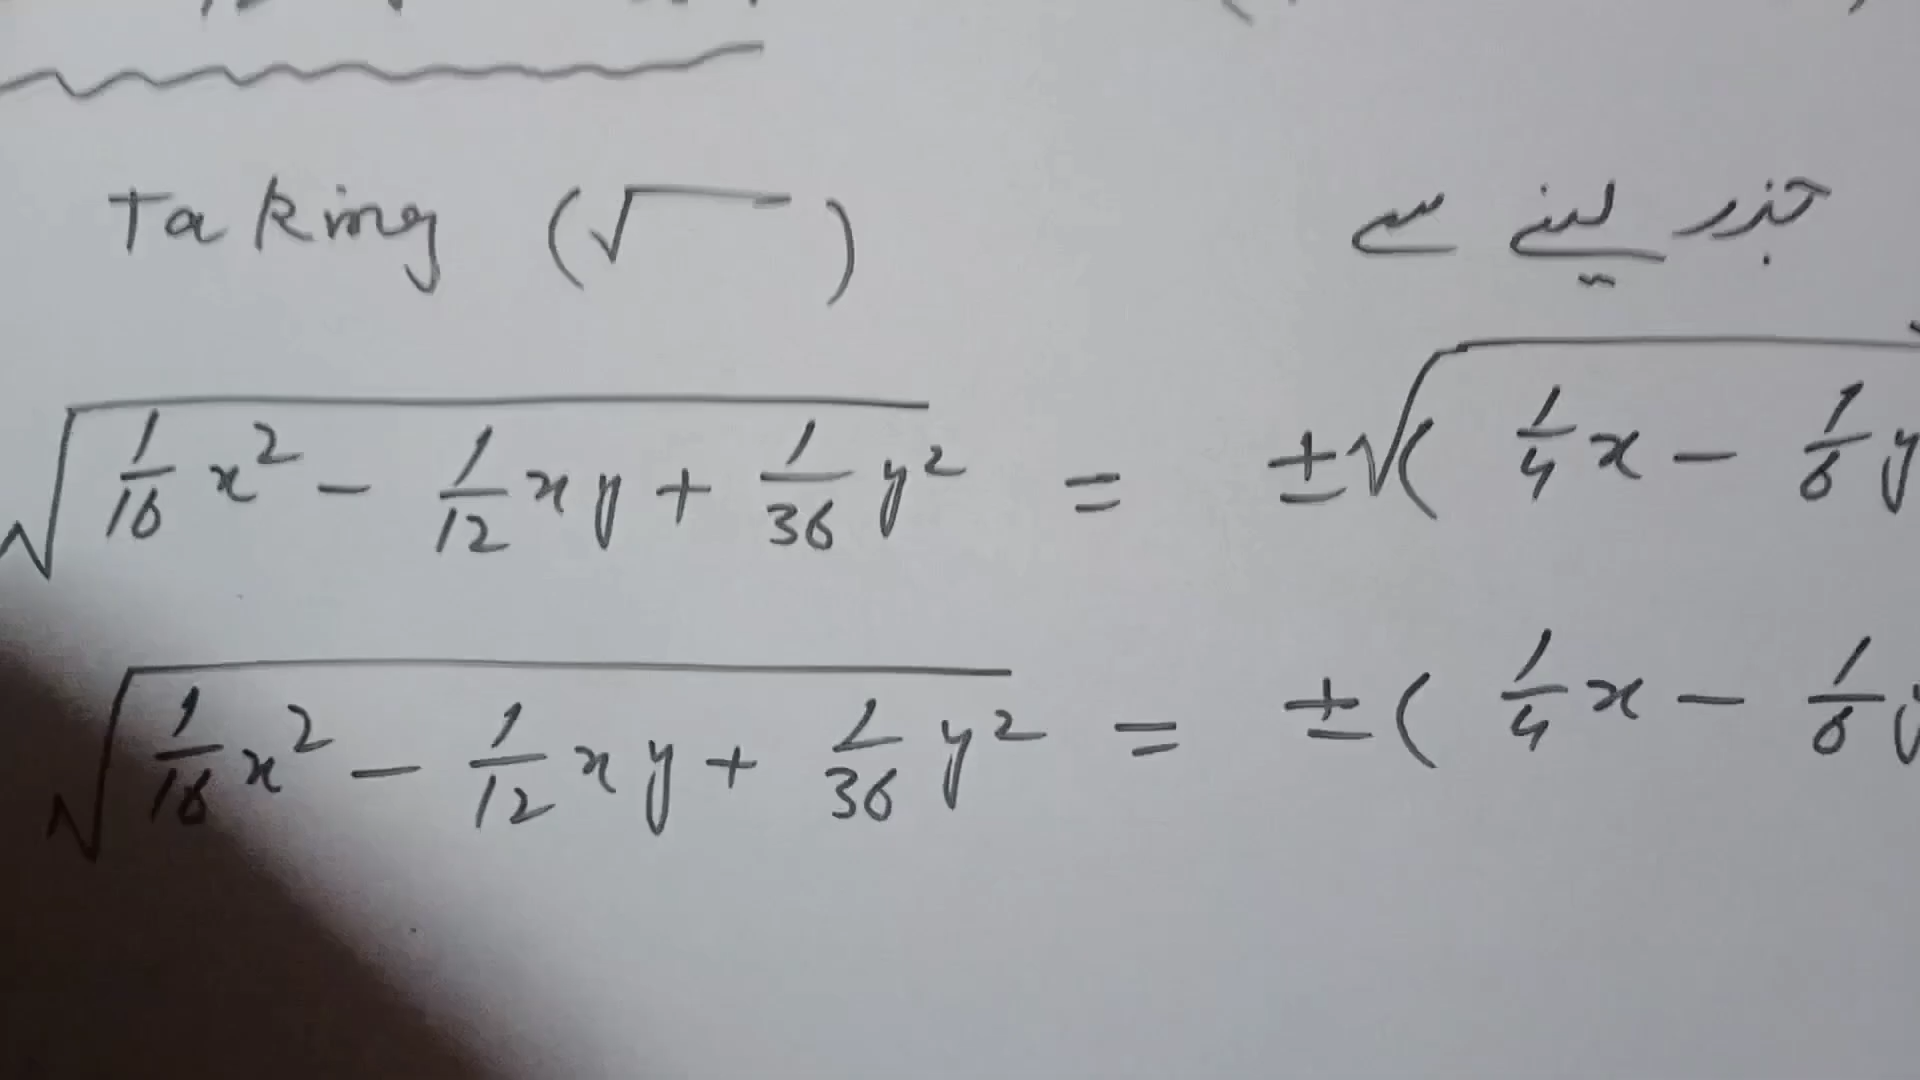 Taking (√‾) جذر لینے سے
√(1/16 x² - 1/12 xy + 1/36 y²) = ±√( 1/4 x - 1/6 y
√(1/16 x² - 1/12 xy + 1/36 y²) = ±( 1/4 x - 1/6 y